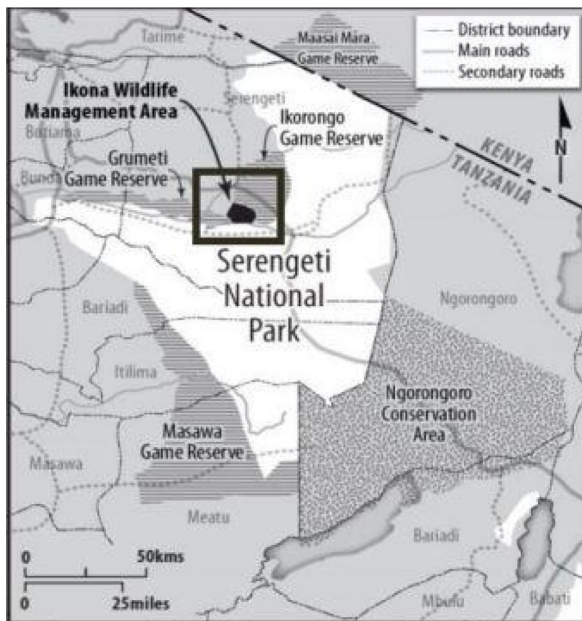 Tarime
Maasai Mara
Game Reserve
District boundary
Main roads
Secondary roads
Ikona Wildlife
Management Area
Serengeti
Ikorongo
Game Reserve
N
Grumeti
Game Reserve
KENYA
TANZANIA
Serengeti
National
Park
Ngorongoro
Bariadi
Itilima
Ngorongoro
Conservation
Area
Masawa
Game Reserve
Masawa
Meatu
Bariadi
0 50kms
0 25miles
Mbulu
Babati